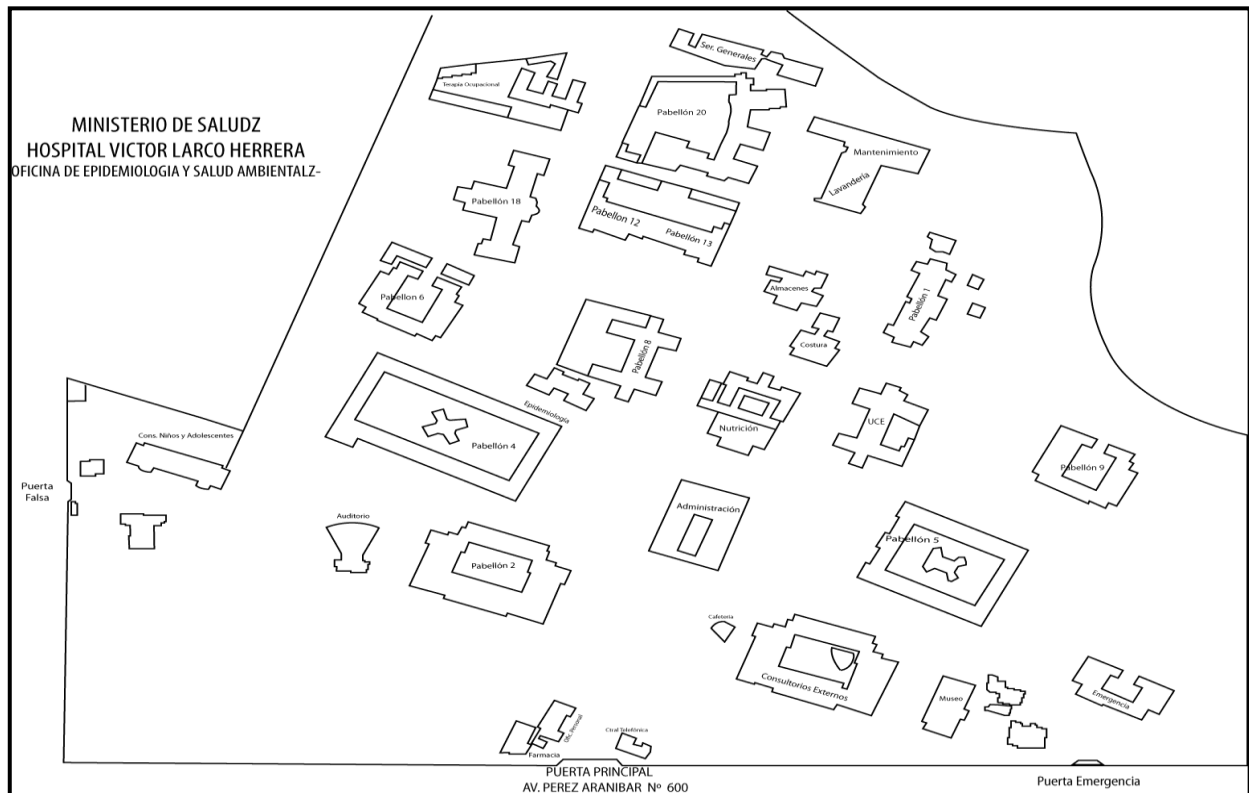 MINISTERIO DE SALUDZ
HOSPITAL VICTOR LARCO HERRERA
OFICINA DE EPIDEMIOLOGIA Y SALUD AMBIENTALZ-
Ser. Generales
Terapia Ocupacional
Pabellón 20
Mantenimiento
Lavandería
Pabellón 18
Pabellon 12
Pabellón 13
Almacenes
Pabellon 6
Pabellón 1
Costura
Pabellón 8
Epidemiología
Nutrición
UCE
Cons. Niños y Adolescentes
Pabellón 4
Pabellón 9
Puerta
Falsa
Auditorio
Administración
Pabellón 5
Pabellón 2
Cafeteria
Consultorios Externos
Museo
Emergencia
Ofic. Personal
Ctral Telefónica
Farmacia
PUERTA PRINCIPAL
AV. PEREZ ARANIBAR Nº 600
Puerta Emergencia